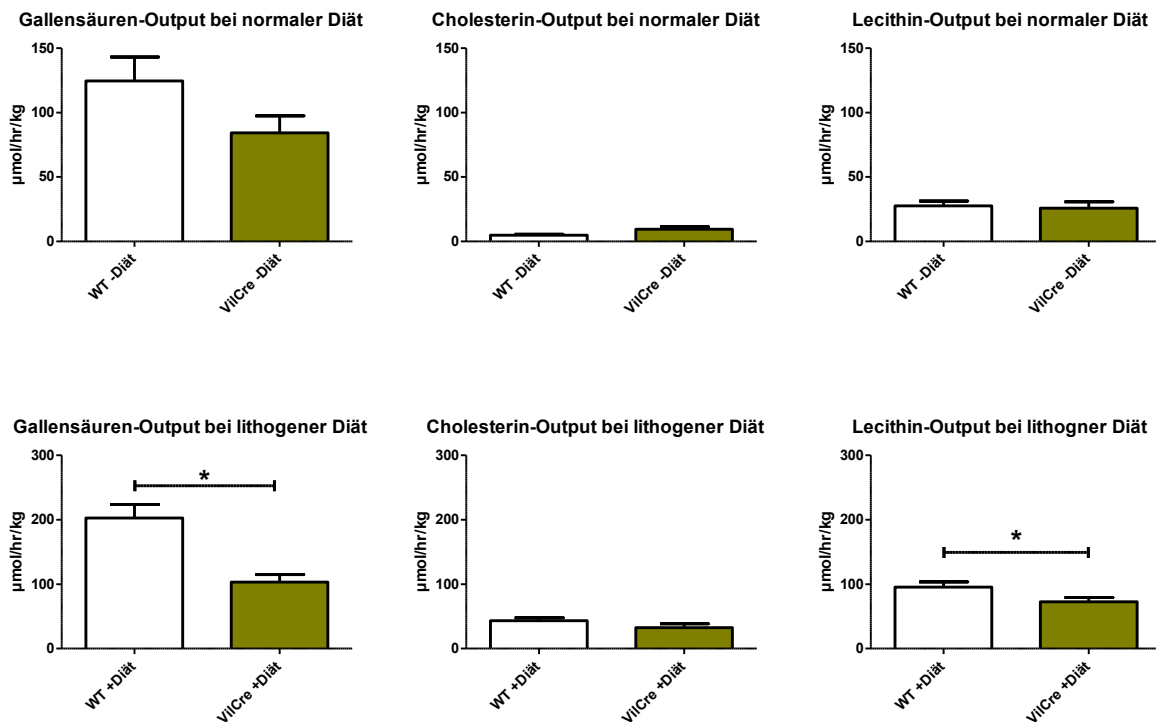 Gallensäuren-Output bei normaler Diät
150
100
50
0
µmol/hr/kg
WT -Diät
VilCre -Diät
Cholesterin-Output bei normaler Diät
150
100
50
0
µmol/hr/kg
WT -Diät
VilCre -Diät
Lecithin-Output bei normaler Diät
150
100
50
0
µmol/hr/kg
WT -Diät
VilCre -Diät
Gallensäuren-Output bei lithogener Diät
300
200
100
0
µmol/hr/kg
*
WT +Diät
VilCre +Diät
Cholesterin-Output bei lithogener Diät
300
200
100
0
µmol/hr/kg
WT +Diät
VilCre +Diät
Lecithin-Output bei lithogner Diät
300
200
100
0
µmol/hr/kg
*
WT +Diät
VilCre +Diät